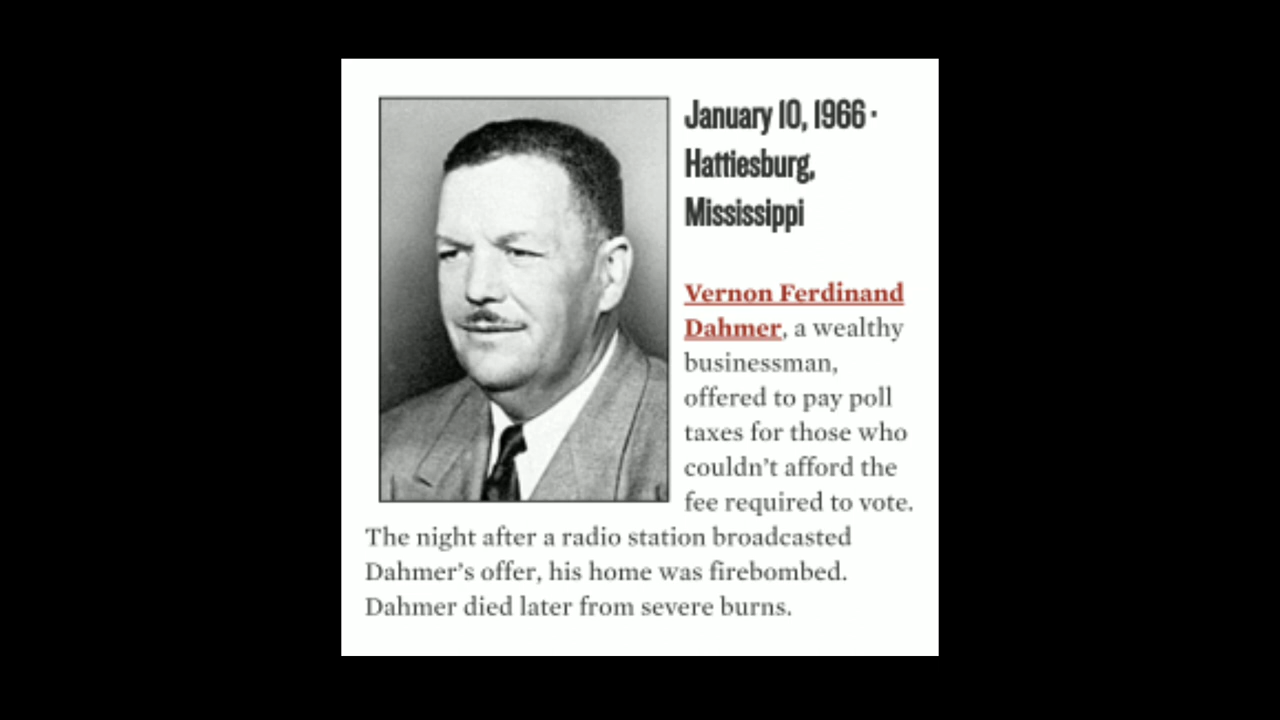 January 10, 1966 ·
Hattiesburg,
Mississippi
Vernon Ferdinand
Dahmer, a wealthy
businessman,
offered to pay poll
taxes for those who
couldn’t afford the
fee required to vote.
The night after a radio station broadcasted
Dahmer’s offer, his home was firebombed.
Dahmer died later from severe burns.